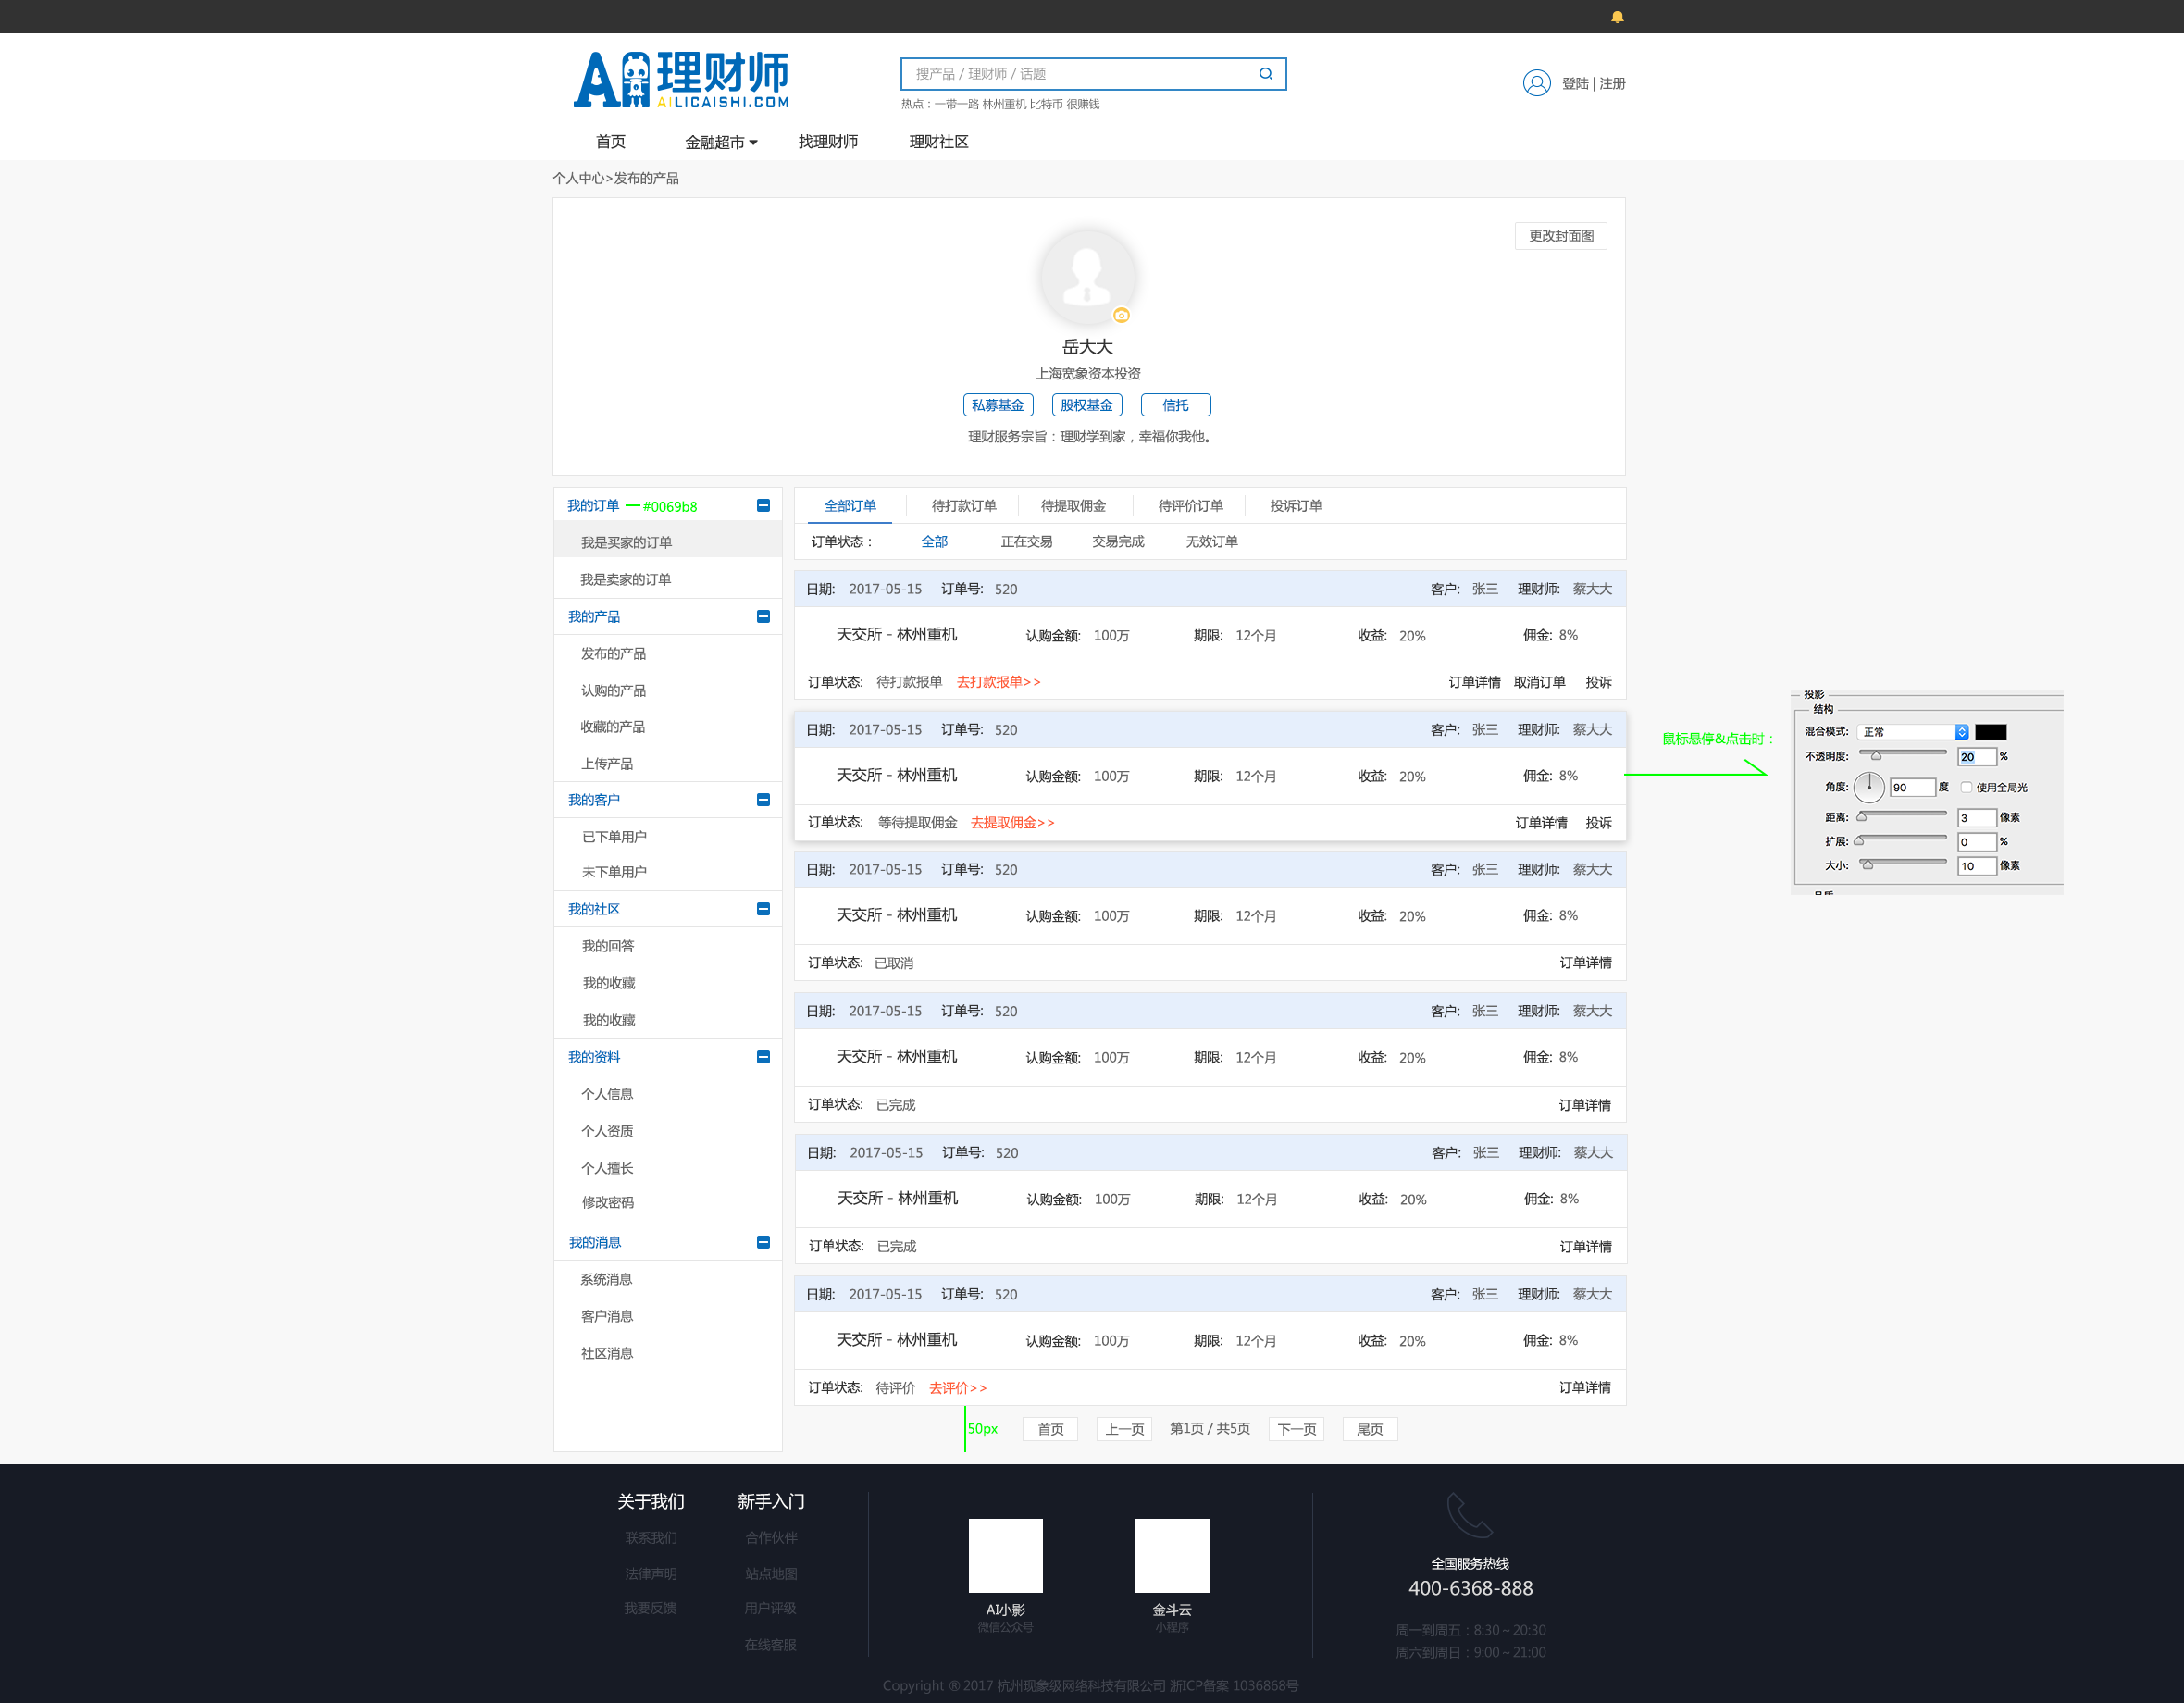 AI理财师
AILICAISHI.COM
搜产品 / 理财师 / 话题
热点：一带一路 林州重机 比特币 很赚钱
登陆 | 注册
首页 金融超市 找理财师 理财社区
个人中心>发布的产品
更改封面图
岳大大
上海宽象资本投资
私募基金 股权基金 信托
理财服务宗旨：理财学到家，幸福你我他。
我的订单 #0069b8
我是买家的订单
我是卖家的订单
我的产品
发布的产品
认购的产品
收藏的产品
上传产品
我的客户
已下单用户
未下单用户
我的社区
我的回答
我的收藏
我的收藏
我的资料
个人信息
个人资质
个人擅长
修改密码
我的消息
系统消息
客户消息
社区消息
全部订单 待打款订单 待提取佣金 待评价订单 投诉订单
订单状态： 全部 正在交易 交易完成 无效订单
日期: 2017-05-15 订单号: 520 客户: 张三 理财师: 蔡大大
天交所 - 林州重机 认购金额: 100万 期限: 12个月 收益: 20% 佣金: 8%
订单状态: 待打款报单 去打款报单>> 订单详情 取消订单 投诉
日期: 2017-05-15 订单号: 520 客户: 张三 理财师: 蔡大大
天交所 - 林州重机 认购金额: 100万 期限: 12个月 收益: 20% 佣金: 8%
订单状态: 等待提取佣金 去提取佣金>> 订单详情 投诉
日期: 2017-05-15 订单号: 520 客户: 张三 理财师: 蔡大大
天交所 - 林州重机 认购金额: 100万 期限: 12个月 收益: 20% 佣金: 8%
订单状态: 已取消 订单详情
日期: 2017-05-15 订单号: 520 客户: 张三 理财师: 蔡大大
天交所 - 林州重机 认购金额: 100万 期限: 12个月 收益: 20% 佣金: 8%
订单状态: 已完成 订单详情
日期: 2017-05-15 订单号: 520 客户: 张三 理财师: 蔡大大
天交所 - 林州重机 认购金额: 100万 期限: 12个月 收益: 20% 佣金: 8%
订单状态: 已完成 订单详情
日期: 2017-05-15 订单号: 520 客户: 张三 理财师: 蔡大大
天交所 - 林州重机 认购金额: 100万 期限: 12个月 收益: 20% 佣金: 8%
订单状态: 待评价 去评价>> 订单详情
50px 首页 上一页 第1页 / 共5页 下一页 尾页
鼠标悬停&点击时：
投影
结构
混合模式: 正常
不透明度: 20 %
角度: 90 度 使用全局光
距离: 3 像素
扩展: 0 %
大小: 10 像素
关于我们
联系我们
法律声明
我要反馈
新手入门
合作伙伴
站点地图
用户评级
在线客服
AI小影
微信公众号
金斗云
小程序
全国服务热线
400-6368-888
周一到周五：8:30～20:30
周六到周日：9:00～21:00
Copyright ® 2017 杭州现象级网络科技有限公司 浙ICP备案 1036868号